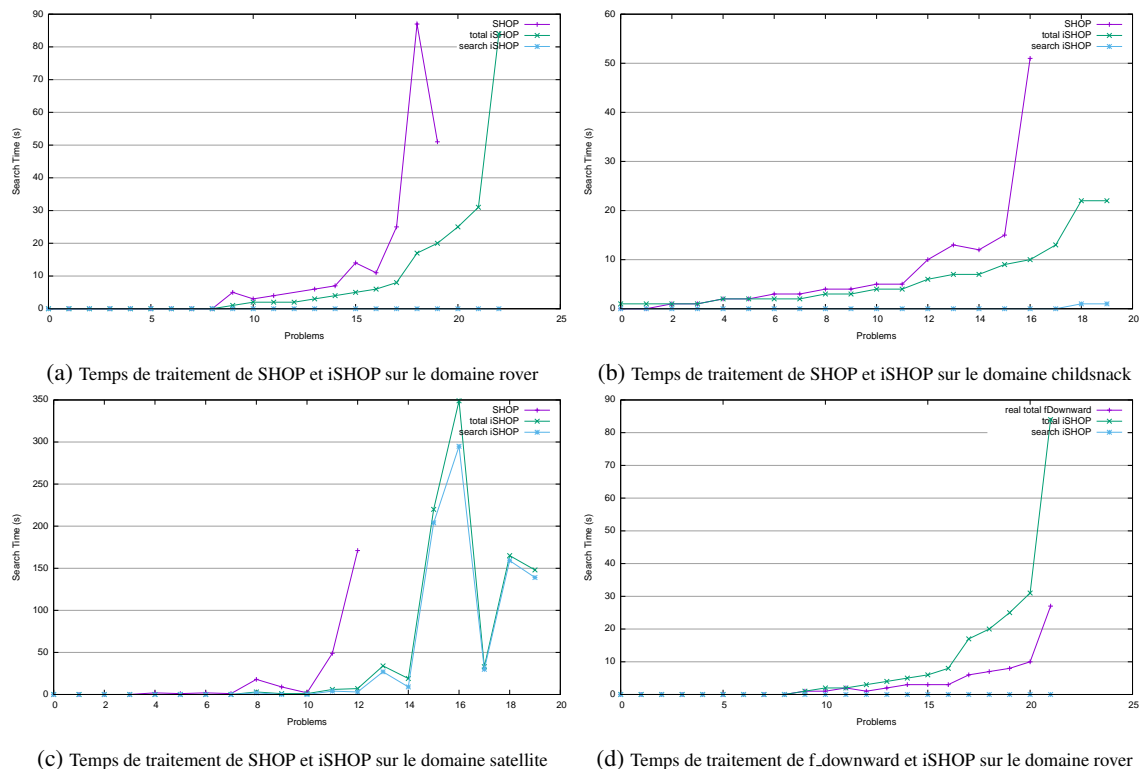 90
80
70
60
50
40
30
20
10
0
Search Time (s)
SHOP
total iSHOP
search iSHOP
0 5 10 15 20 25
Problems
(a) Temps de traitement de SHOP et iSHOP sur le domaine rover
60
50
40
30
20
10
0
Search Time (s)
SHOP
total iSHOP
search iSHOP
0 2 4 6 8 10 12 14 16 18 20
Problems
(b) Temps de traitement de SHOP et iSHOP sur le domaine childsnack
350
300
250
200
150
100
50
0
Search Time (s)
SHOP
total iSHOP
search iSHOP
0 2 4 6 8 10 12 14 16 18 20
Problems
(c) Temps de traitement de SHOP et iSHOP sur le domaine satellite
90
80
70
60
50
40
30
20
10
0
Search Time (s)
real total fDownward
total iSHOP
search iSHOP
0 5 10 15 20 25
Problems
(d) Temps de traitement de f_downward et iSHOP sur le domaine rover